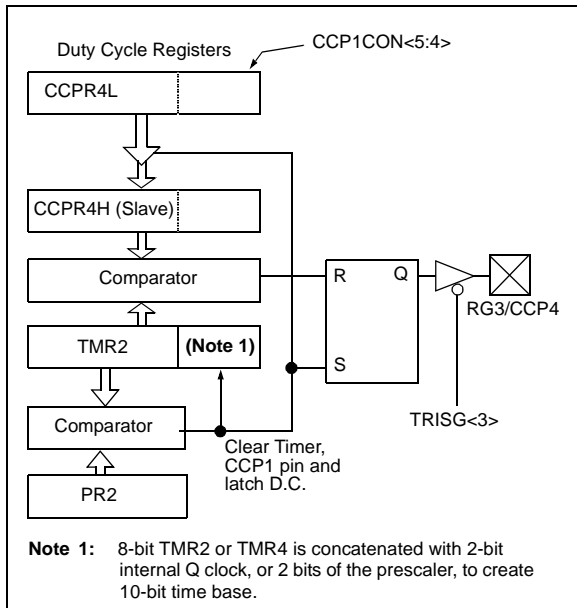 Duty Cycle Registers
CCP1CON<5:4>
CCPR4L
CCPR4H (Slave)
Comparator
TMR2
(Note 1)
Comparator
PR2
R
Q
S
RG3/CCP4
TRISG<3>
Clear Timer,
CCP1 pin and
latch D.C.
Note 1: 8-bit TMR2 or TMR4 is concatenated with 2-bit
internal Q clock, or 2 bits of the prescaler, to create
10-bit time base.